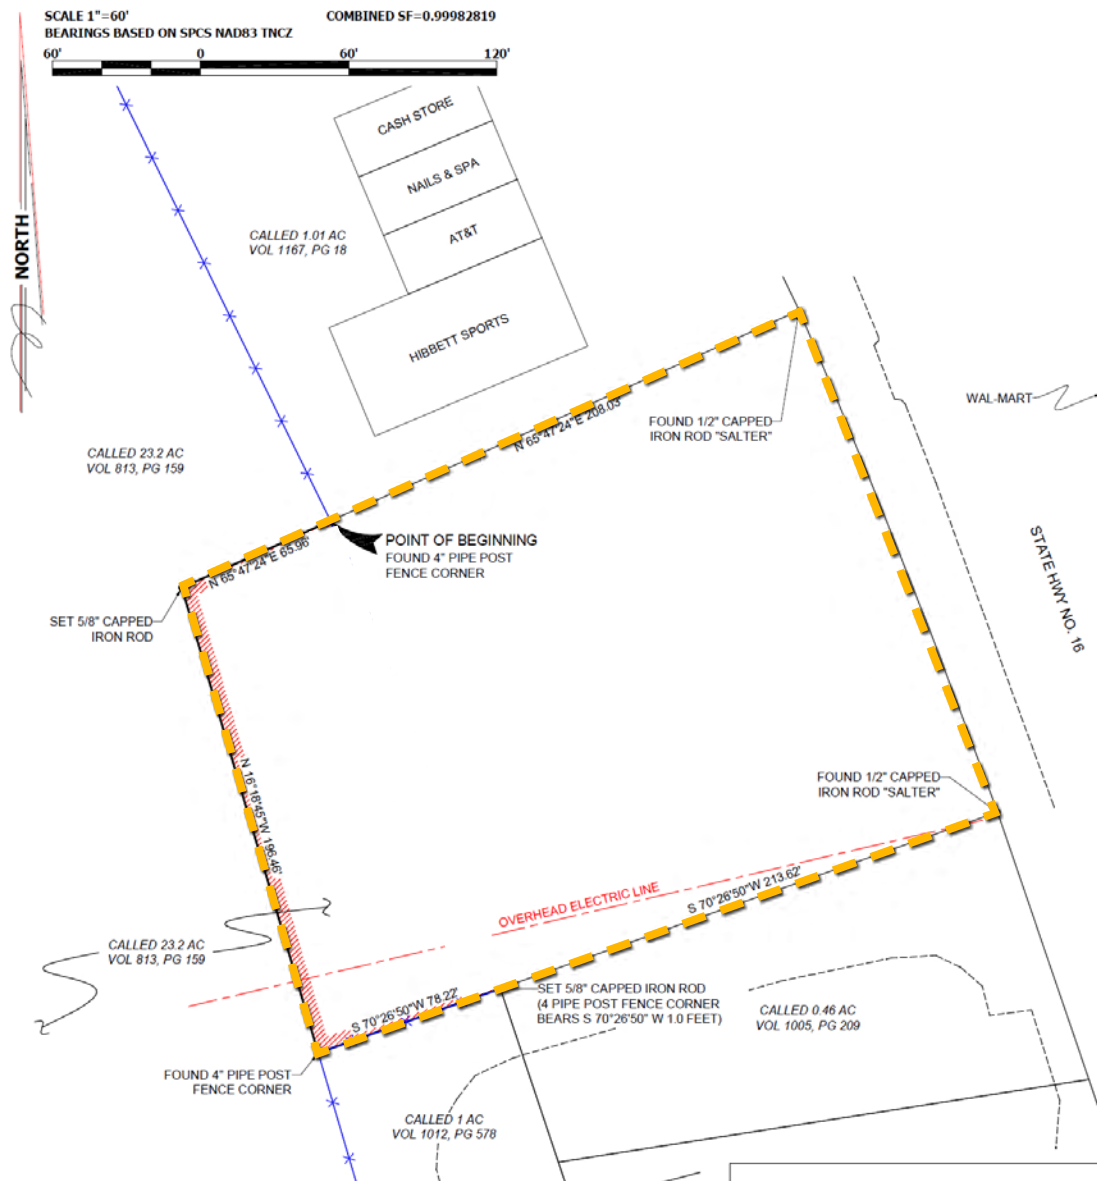 SCALE 1"=60'
COMBINED SF=0.99982819
BEARINGS BASED ON SPCS NAD83 TNCZ
60'
0
60'
120'
NORTH
CASH STORE
NAILS & SPA
AT&T
HIBBETT SPORTS
CALLED 1.01 AC
VOL 1167, PG 18
WAL-MART
FOUND 1/2" CAPPED
IRON ROD "SALTER"
N 65°47'24"E 208.03'
CALLED 23.2 AC
VOL 813, PG 159
POINT OF BEGINNING
FOUND 4" PIPE POST
FENCE CORNER
N 65°47'24"E 65.96'
SET 5/8" CAPPED
IRON ROD
STATE HWY NO. 16
N 16°18'45"W 196.46'
FOUND 1/2" CAPPED
IRON ROD "SALTER"
OVERHEAD ELECTRIC LINE
S 70°26'50"W 213.62'
CALLED 23.2 AC
VOL 813, PG 159
SET 5/8" CAPPED IRON ROD
(4 PIPE POST FENCE CORNER
BEARS S 70°26'50" W 1.0 FEET)
S 70°26'50"W 78.22'
CALLED 0.46 AC
VOL 1005, PG 209
FOUND 4" PIPE POST
FENCE CORNER
CALLED 1 AC
VOL 1012, PG 578